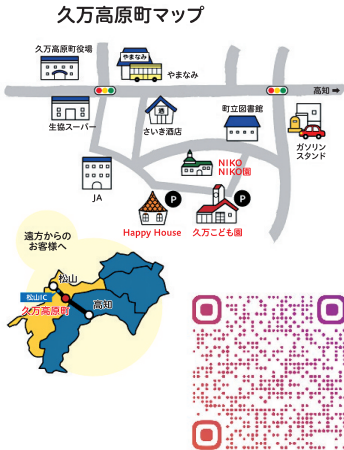 久万高原町マップ
久万高原町役場
やまなみ
やまなみ
高知
生協スーパー
酒
さいき酒店
町立図書館
ガソリン
スタンド
JA
NIKO
NIKO園
P
P
Happy House
久万こども園
遠方からの
お客様へ
松山
松山IC
高知
久万高原町